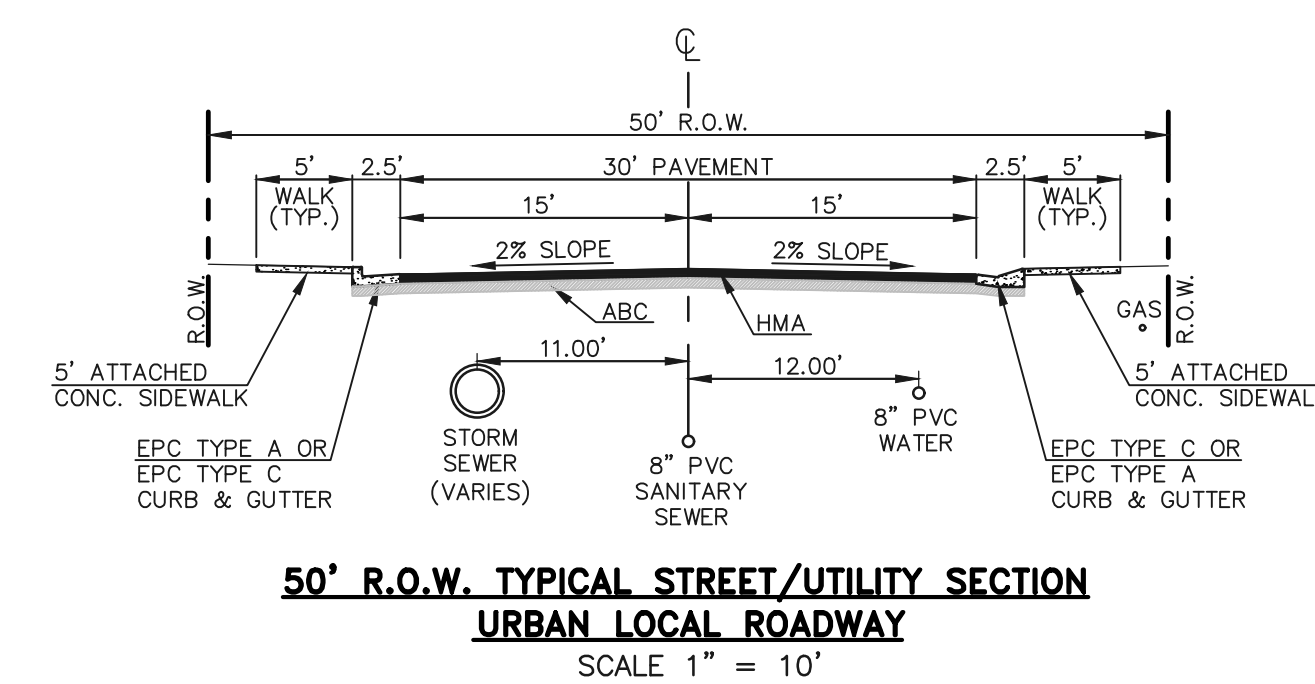 ℄
50' R.O.W.
5'
2.5'
30' PAVEMENT
2.5'
5'
WALK
(TYP.)
WALK
(TYP.)
15'
15'
2% SLOPE
2% SLOPE
R.O.W.
R.O.W.
GAS
ABC
HMA
11.00'
12.00'
5' ATTACHED
CONC. SIDEWALK
5' ATTACHED
CONC. SIDEWAL
8" PVC
WATER
STORM
SEWER
(VARIES)
EPC TYPE A OR
EPC TYPE C
CURB & GUTTER
8" PVC
SANITARY
SEWER
EPC TYPE C OR
EPC TYPE A
CURB & GUTTER
50' R.O.W. TYPICAL STREET/UTILITY SECTION
URBAN LOCAL ROADWAY
SCALE 1" = 10'